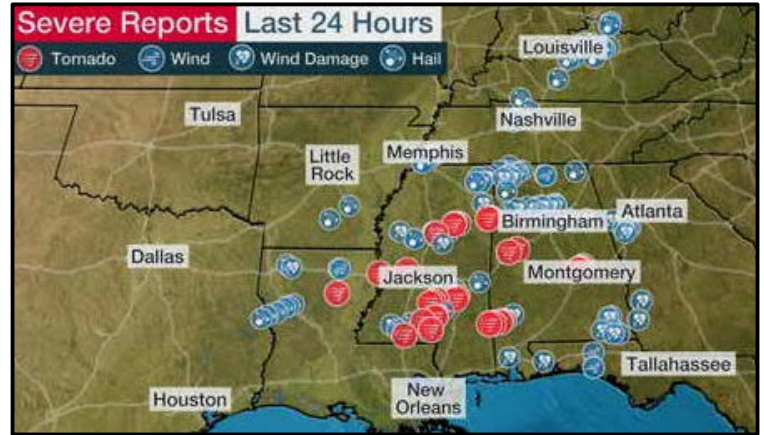 Severe Reports Last 24 Hours
Tornado Wind Wind Damage Hail
Louisville
Tulsa
Nashville
Little
Rock
Memphis
Birmingham
Atlanta
Dallas
Jackson
Montgomery
Tallahassee
Houston
New
Orleans